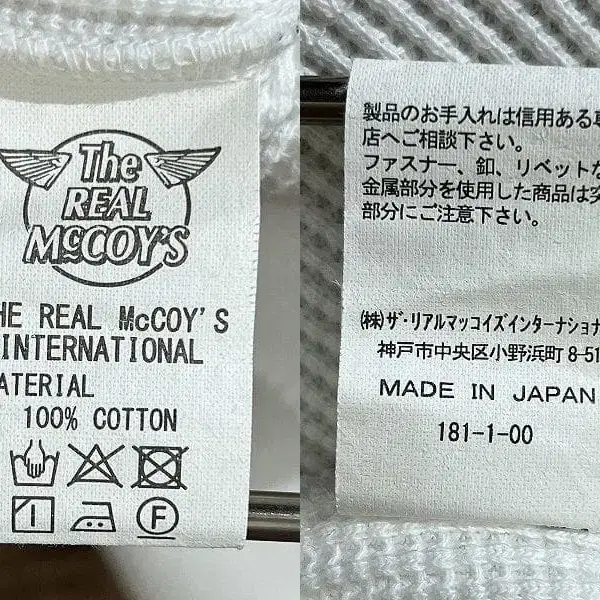 The
REAL
McCOY'S
HE REAL McCOY'S
INTERNATIONAL
ATERIAL
100% COTTON
F
製品のお手入れは信用ある専
店へご相談下さい。
ファスナー、釦、リベットな
金属部分を使用した商品は突
部分にご注意下さい。
㈱ザ・リアルマッコイズインターナショナ
神戸市中央区小野浜町 8-51
MADE IN JAPAN
181-1-00